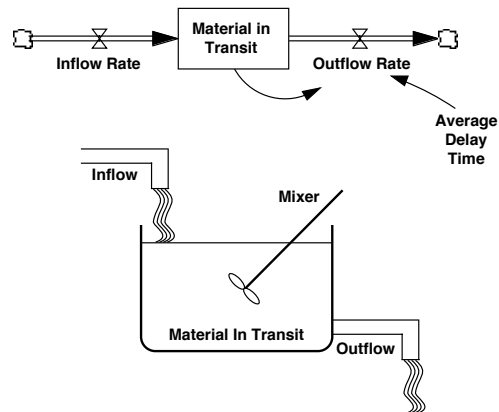 Material in
Transit
Inflow Rate
Outflow Rate
Average
Delay
Time
Inflow
Mixer
Material In Transit
Outflow